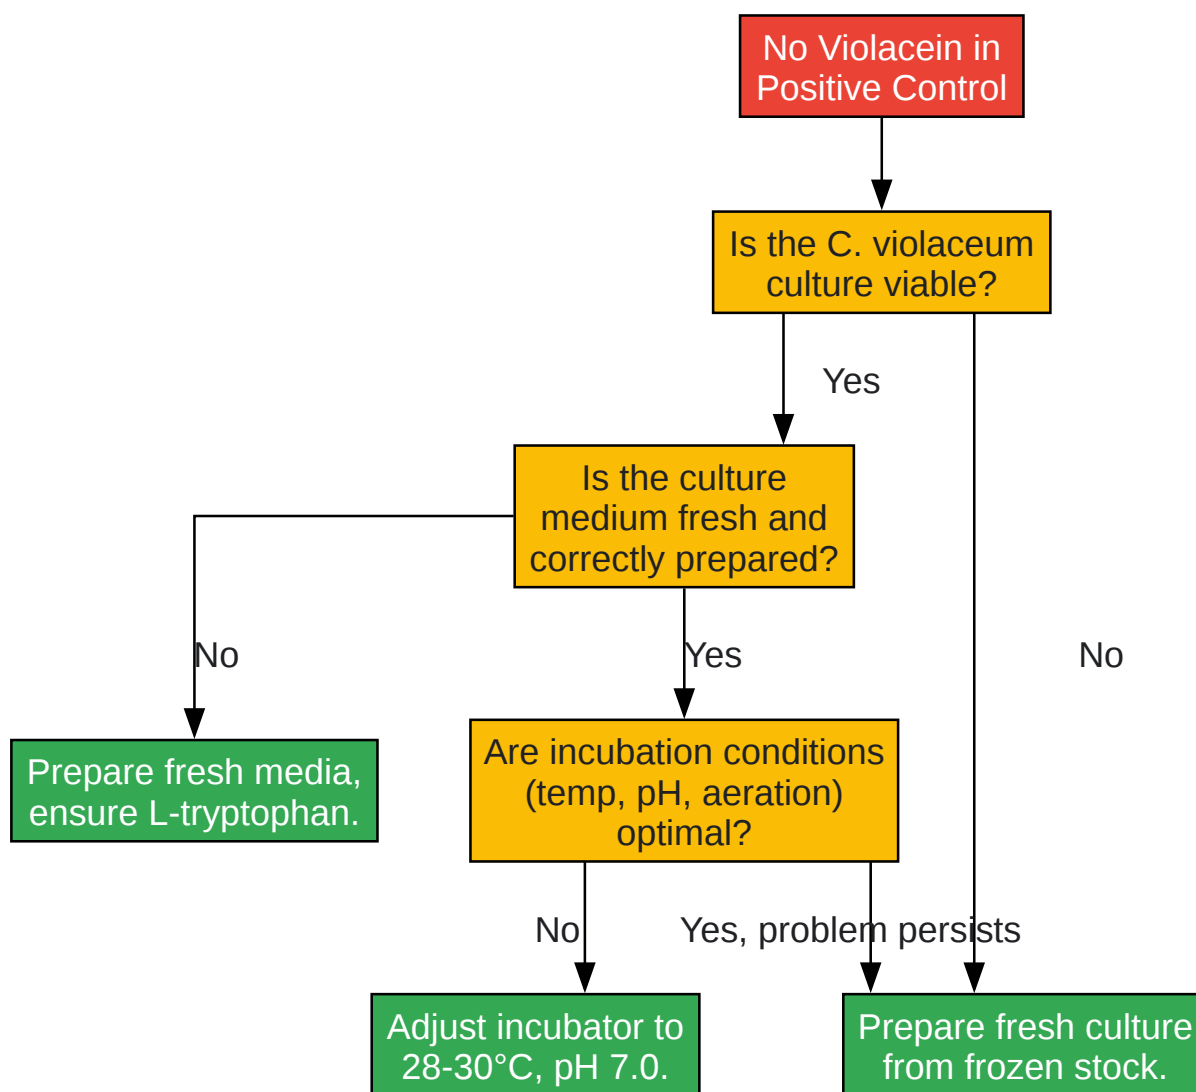 No Violacein in
Positive Control
Is the C. violaceum
culture viable?
Yes
Is the culture
medium fresh and
correctly prepared?
No
Yes
No
Prepare fresh media,
ensure L-tryptophan.
Are incubation conditions
(temp, pH, aeration)
optimal?
No
Yes, problem persists
Adjust incubator to
28-30°C, pH 7.0.
Prepare fresh culture
from frozen stock.